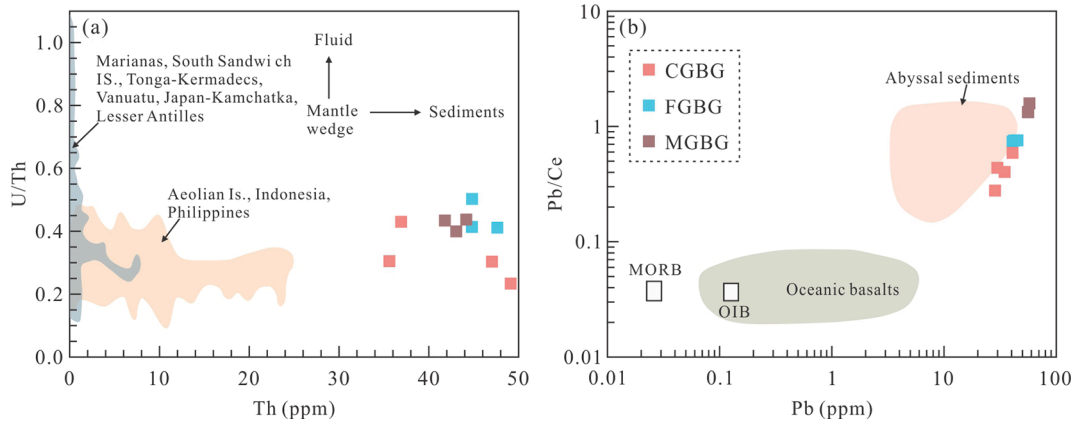 (a)
Fluid
Marianas, South Sandwi ch
IS., Tonga-Kermadecs,
Vanuatu, Japan-Kamchatka,
Lesser Antilles
Mantle
wedge
Sediments
Aeolian Is., Indonesia,
Philippines
U/Th
1.0
0.8
0.6
0.4
0.2
0.0
0
10
20
30
40
50
Th (ppm)
(b)
CGBG
FGBG
MGBG
Abyssal sediments
MORB
OIB
Oceanic basalts
Pb/Ce
10
1
0.1
0.01
0.01
0.1
1
10
100
Pb (ppm)